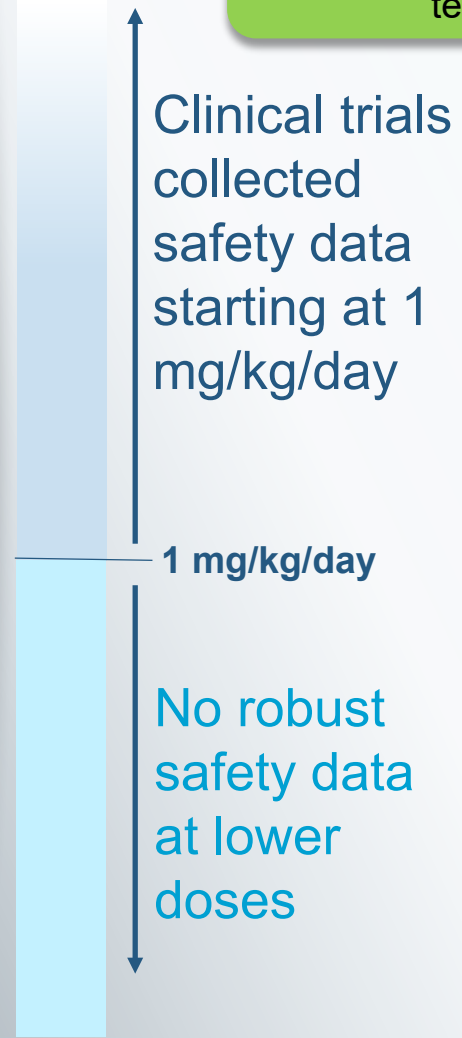 te
Clinical trials
collected
safety data
starting at 1
mg/kg/day
1 mg/kg/day
No robust
safety data
at lower
doses